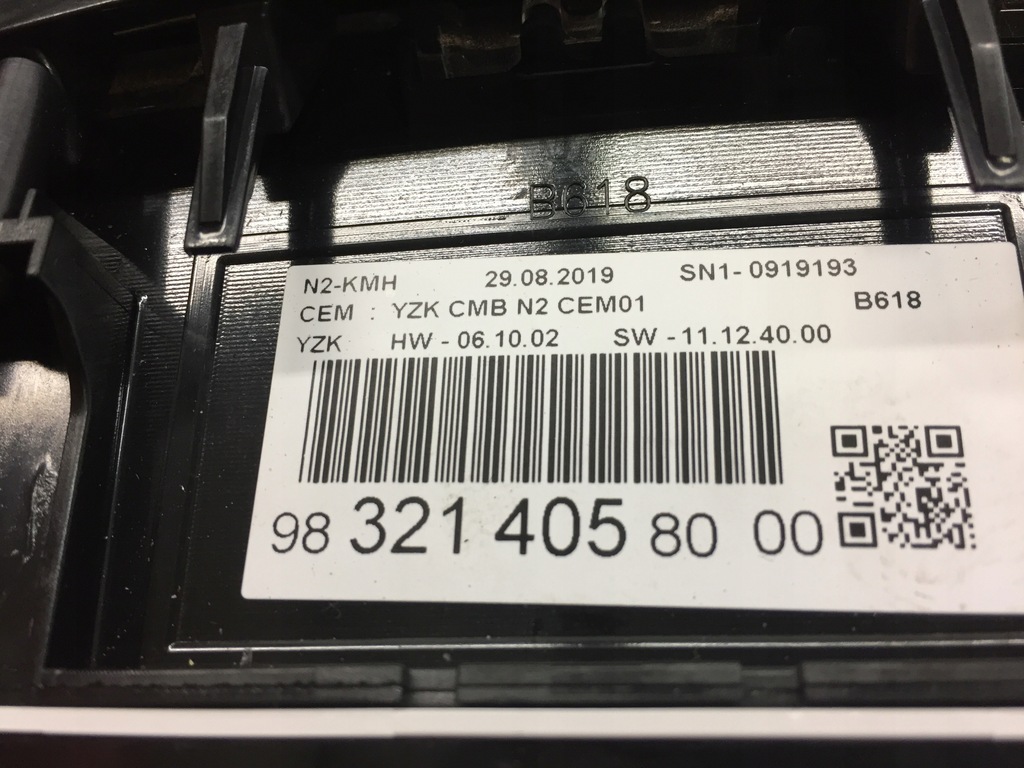 B618
N2-KMH 29.08.2019 SN1- 0919193
CEM : YZK CMB N2 CEM01 B618
YZK HW - 06.10.02 SW - 11.12.40.00
98 321 405 80 00